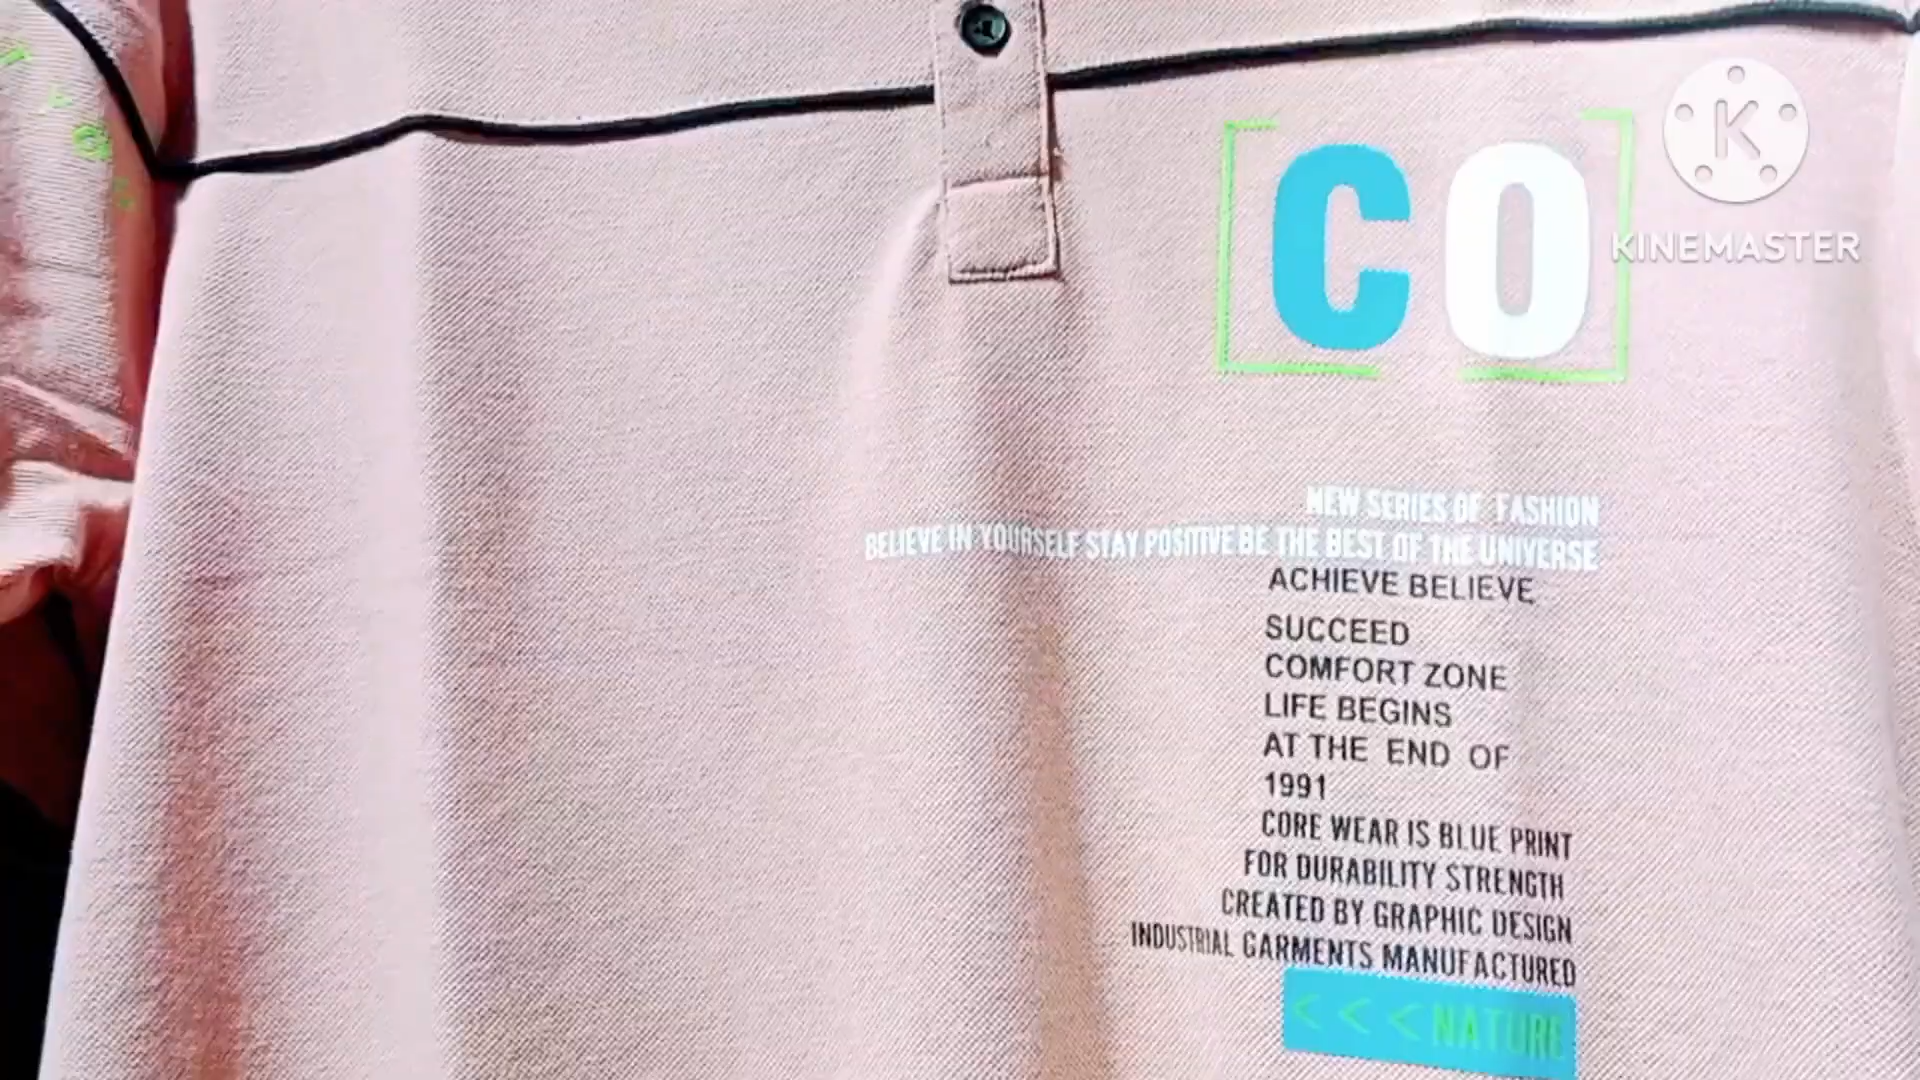 CO
K
KINEMASTER
NEW SERIES OF FASHION
BELIEVE IN YOURSELF STAY POSITIVE BE THE BEST OF THE UNIVERSE
ACHIEVE BELIEVE
SUCCEED
COMFORT ZONE
LIFE BEGINS
AT THE END OF
1991
CORE WEAR IS BLUE PRINT
FOR DURABILITY STRENGTH
CREATED BY GRAPHIC DESIGN
INDUSTRIAL GARMENTS MANUFACTURED
<<<NATURE